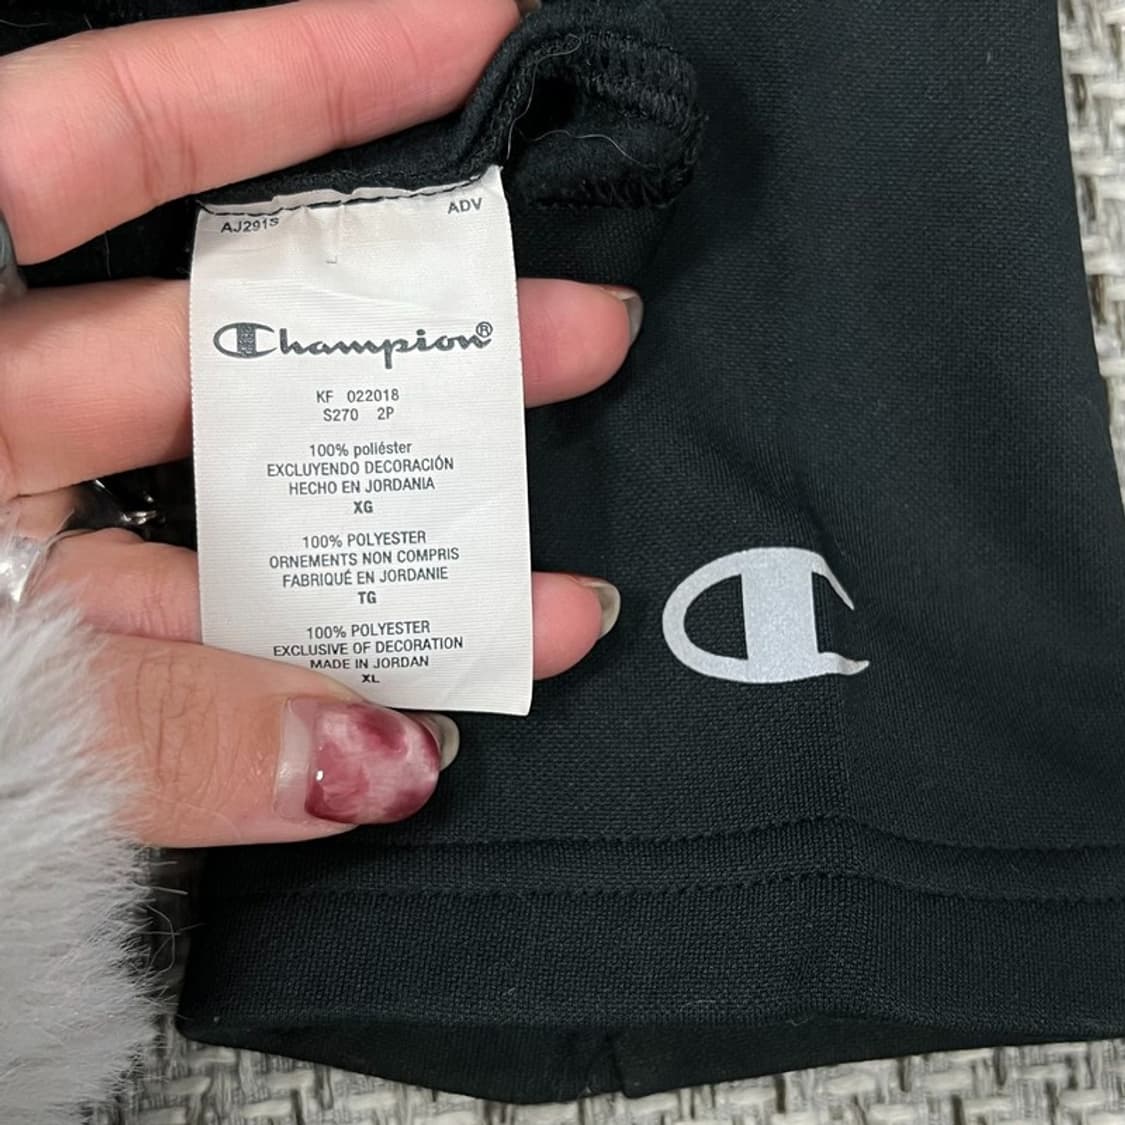 AJ291S ADV
Champion®
KF 022018
S270 2P
100% poliéster
EXCLUYENDO DECORACIÓN
HECHO EN JORDANIA
XG
100% POLYESTER
ORNEMENTS NON COMPRIS
FABRIQUÉ EN JORDANIE
TG
100% POLYESTER
EXCLUSIVE OF DECORATION
MADE IN JORDAN
XL
C